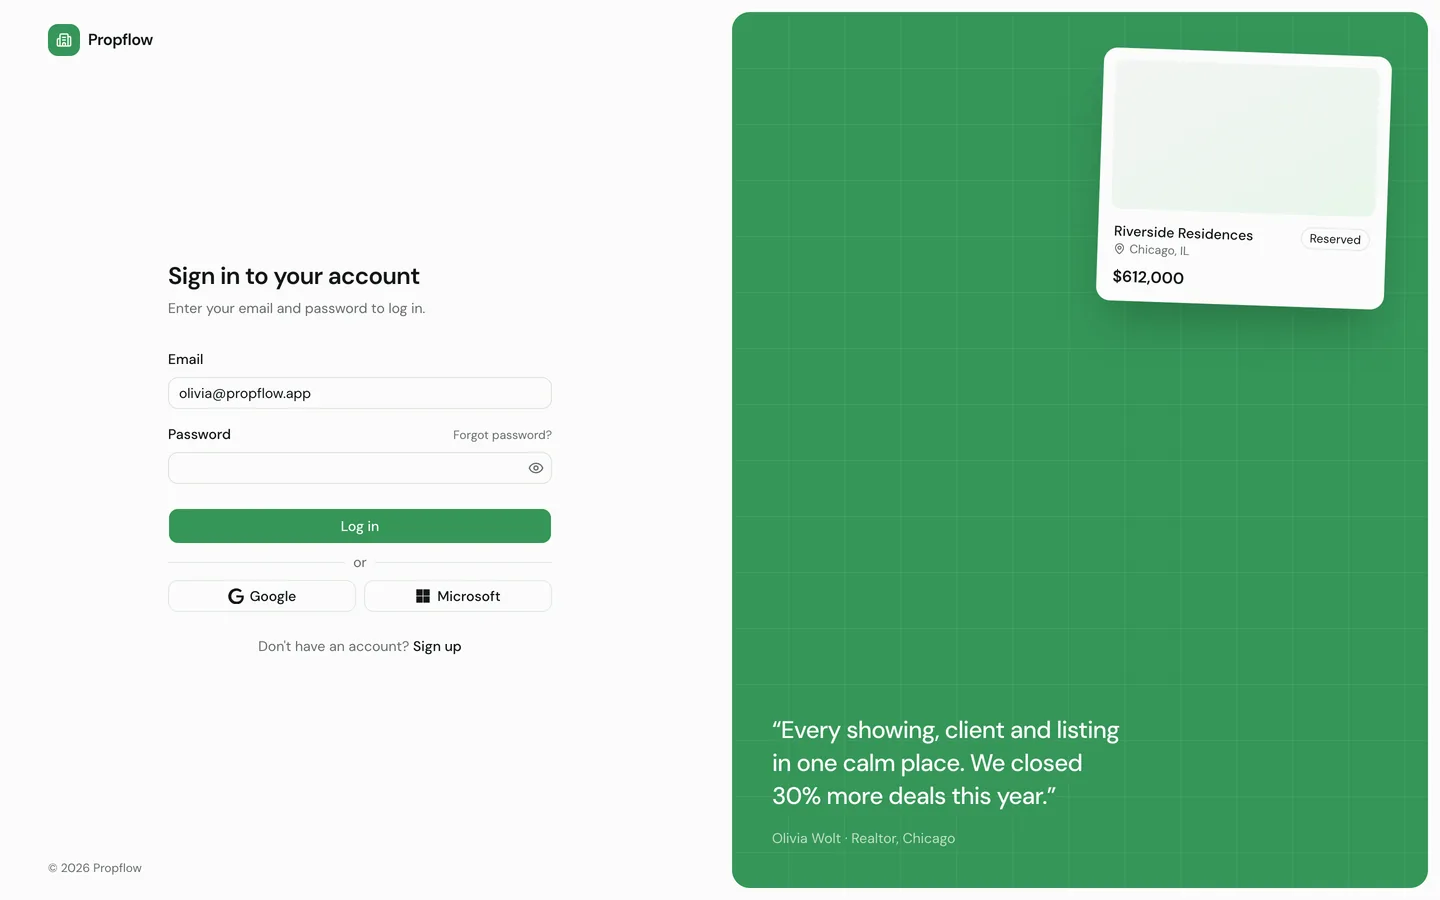 Propflow
Sign in to your account
Enter your email and password to log in.
Email
olivia@propflow.app
Password
Forgot password?
Log in
or
Google
Microsoft
Don't have an account? Sign up
© 2026 Propflow
Riverside Residences
Reserved
Chicago, IL
$612,000
“Every showing, client and listing
in one calm place. We closed
30% more deals this year.”
Olivia Wolt · Realtor, Chicago